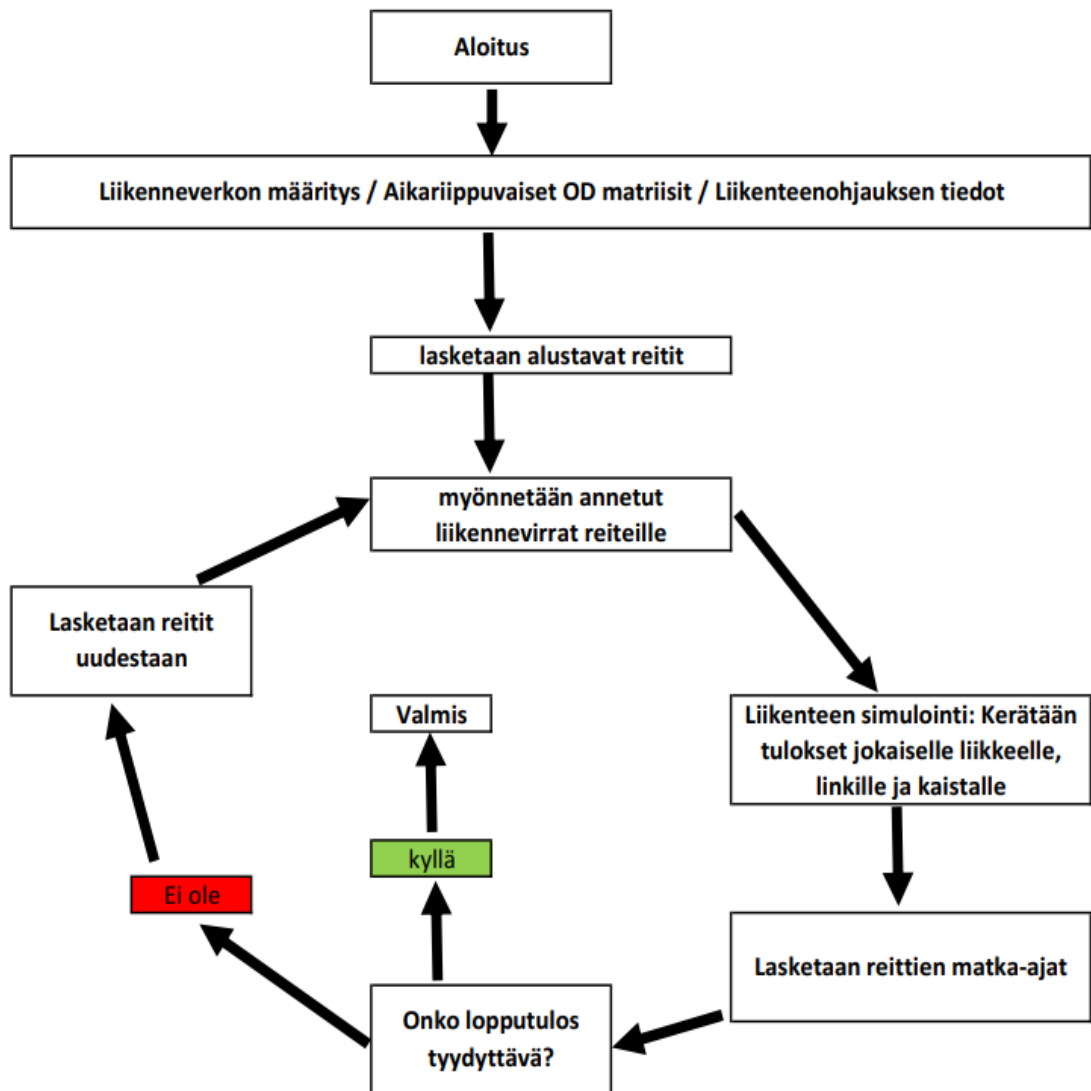 Aloitus
Liikenneverkon määritys / Aikariippuvaiset OD matriisit / Liikenteenohjauksen tiedot
lasketaan alustavat reitit
myönnetään annetut
liikennevirrat reiteille
Lasketaan reitit
uudestaan
Valmis
Liikenteen simulointi: Kerätään
tulokset jokaiselle liikkeelle,
linkille ja kaistalle
kyllä
Ei ole
Lasketaan reittien matka-ajat
Onko lopputulos
tyydyttävä?